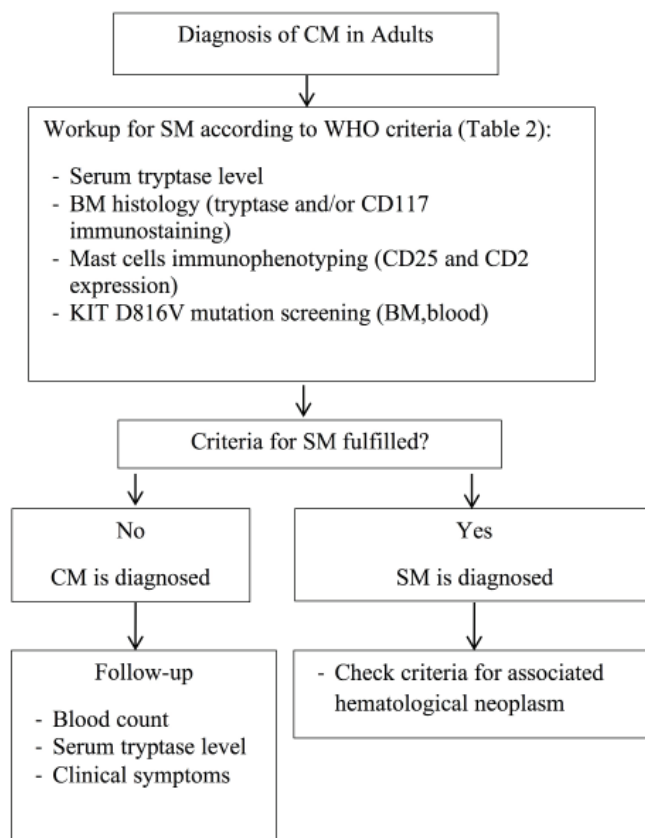 Diagnosis of CM in Adults
Workup for SM according to WHO criteria (Table 2):
- Serum tryptase level
- BM histology (tryptase and/or CD117
immunostaining)
- Mast cells immunophenotyping (CD25 and CD2
expression)
- KIT D816V mutation screening (BM,blood)
Criteria for SM fulfilled?
No
CM is diagnosed
Yes
SM is diagnosed
Follow-up
- Blood count
- Serum tryptase level
- Clinical symptoms
- Check criteria for associated
hematological neoplasm